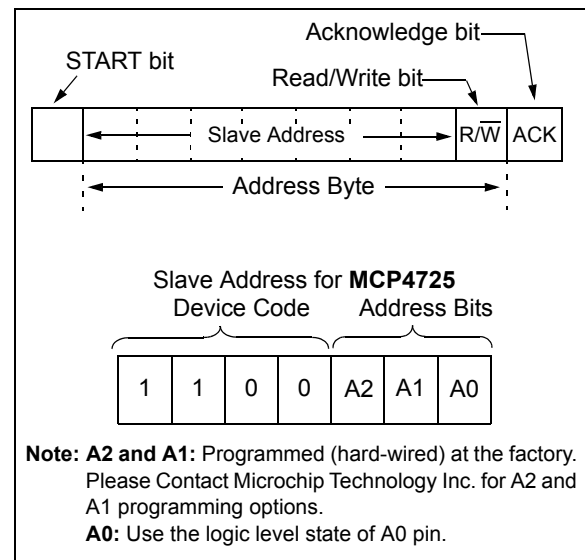 Acknowledge bit
START bit
Read/Write bit
Slave Address
R/W̅
ACK
Address Byte
Slave Address for MCP4725
Device Code
Address Bits
1 1 0 0 A2 A1 A0
Note: A2 and A1: Programmed (hard-wired) at the factory.
Please Contact Microchip Technology Inc. for A2 and
A1 programming options.
A0: Use the logic level state of A0 pin.